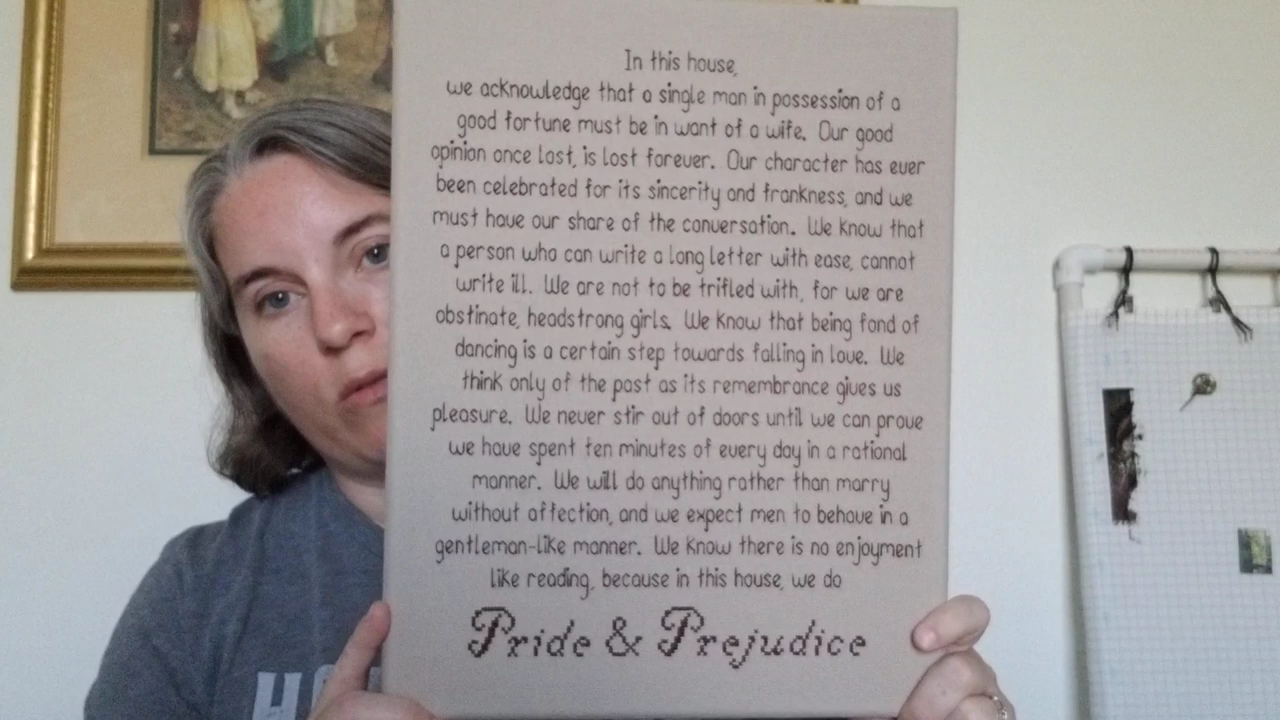 In this house,
we acknowledge that a single man in possession of a
good fortune must be in want of a wife. Our good
opinion once lost, is lost forever. Our character has ever
been celebrated for its sincerity and frankness, and we
must have our share of the conversation. We know that
a person who can write a long letter with ease, cannot
write ill. We are not to be trifled with, for we are
obstinate, headstrong girls. We know that being fond of
dancing is a certain step towards falling in love. We
think only of the past as its remembrance gives us
pleasure. We never stir out of doors until we can prove
we have spent ten minutes of every day in a rational
manner. We will do anything rather than marry
without affection, and we expect men to behave in a
gentleman-like manner. We know there is no enjoyment
like reading, because in this house, we do
Pride & Prejudice